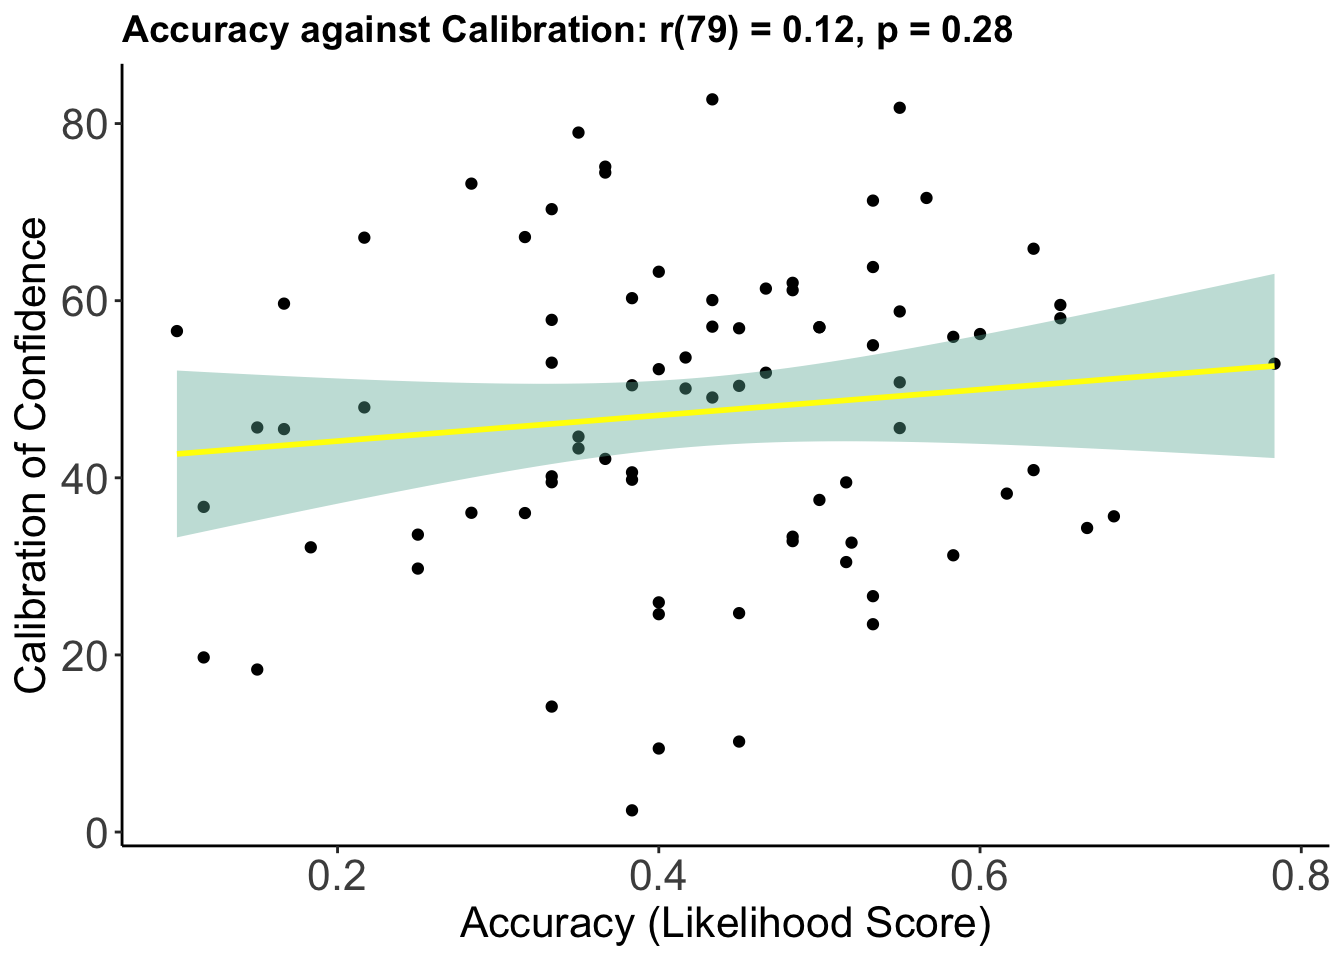 Accuracy against Calibration: r(79) = 0.12, p = 0.28
80
60
40
20
0
Calibration of Confidence
0.2 0.4 0.6 0.8
Accuracy (Likelihood Score)